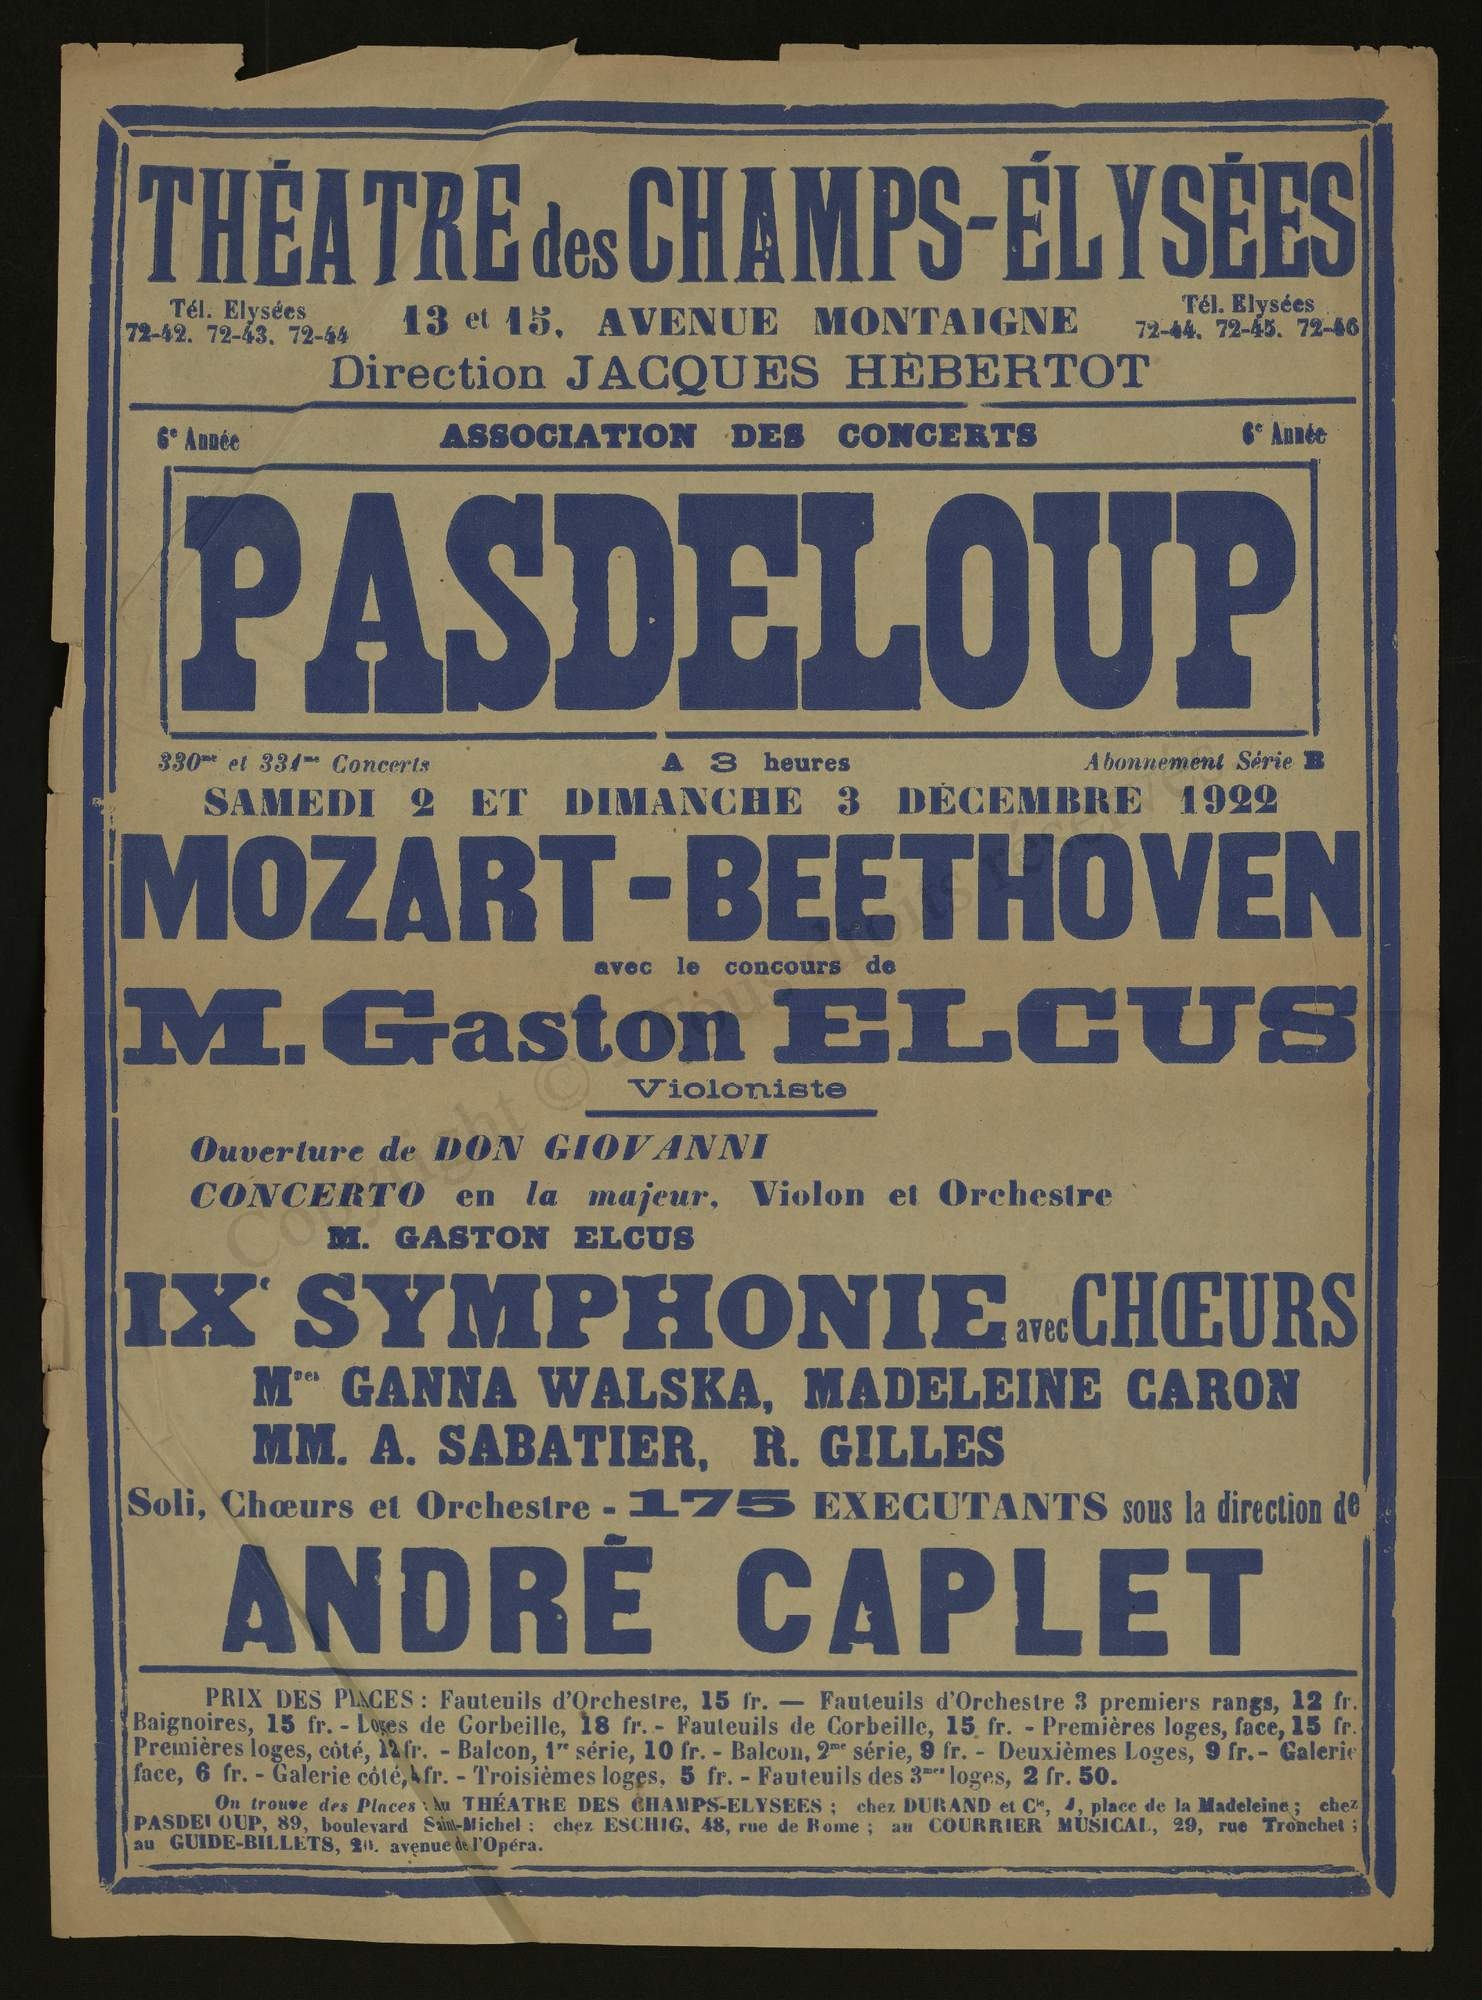 THÉATRE des CHAMPS-ÉLYSÉES
Tél. Elysées
72-42. 72-43. 72-44
13 et 15, AVENUE MONTAIGNE
Tél. Elysées
72-44. 72-45. 72-46
Direction JACQUES HÉBERTOT
6e Année
ASSOCIATION DES CONCERTS
6e Année
PASDELOUP
330me et 331me Concerts
A 3 heures
Abonnement Série B
SAMEDI 2 ET DIMANCHE 3 DÉCEMBRE 1922
MOZART-BEETHOVEN
avec le concours de
M. Gaston ELCUS
Violoniste
Ouverture de DON GIOVANNI
CONCERTO en la majeur, Violon et Orchestre
M. GASTON ELCUS
IXe SYMPHONIE avec CHŒURS
Mmes GANNA WALSKA, MADELEINE CARON
MM. A. SABATIER, R. GILLES
Soli, Chœurs et Orchestre - 175 EXECUTANTS sous la direction de
ANDRÉ CAPLET
PRIX DES PLACES : Fauteuils d'Orchestre, 15 fr. — Fauteuils d'Orchestre 3 premiers rangs, 12 fr.
Baignoires, 15 fr. - Loges de Corbeille, 18 fr. - Fauteuils de Corbeille, 15 fr. - Premières loges, face, 15 fr.
Premières loges, côté, 12 fr. - Balcon, 1re série, 10 fr. - Balcon, 2me série, 9 fr. - Deuxièmes Loges, 9 fr. - Galerie
face, 6 fr. - Galerie côté, 4 fr. - Troisièmes loges, 5 fr. - Fauteuils des 3mes loges, 2 fr. 50.
On trouve des Places : Au THÉATRE DES CHAMPS-ELYSEES ; chez DURAND et Cie, 4, place de la Madeleine ; chez
PASDELOUP, 89, boulevard Saint-Michel ; chez ESCHIG, 48, rue de Rome ; au COURRIER MUSICAL, 29, rue Tronchet ;
au GUIDE-BILLETS, avenue de l'Opéra.
Copyright © Tous droits réservés